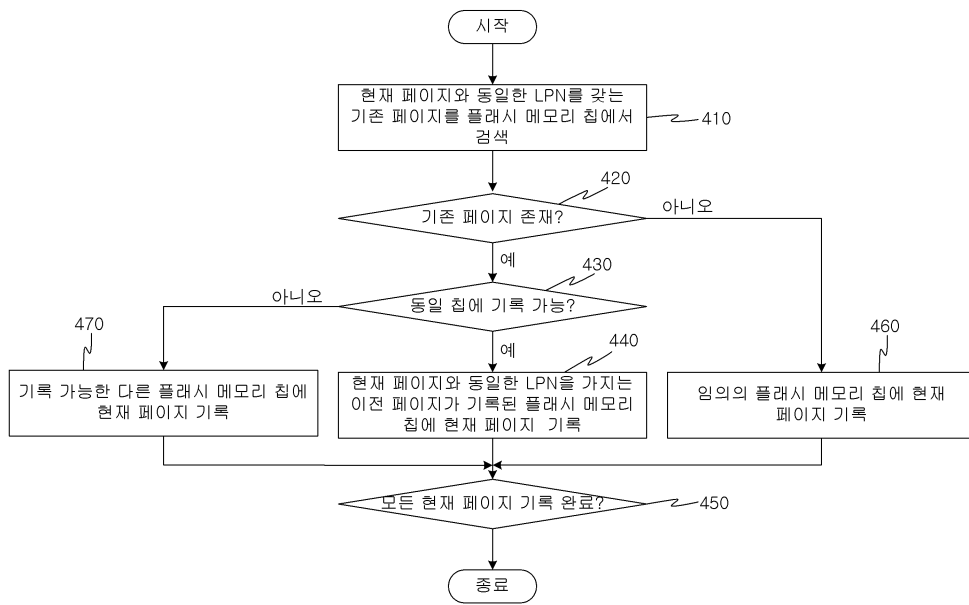 시작
현재 페이지와 동일한 LPN를 갖는
기존 페이지를 플래시 메모리 칩에서
검색
410
420
기존 페이지 존재?
아니오
예
430
동일 칩에 기록 가능?
아니오
예
470
기록 가능한 다른 플래시 메모리 칩에
현재 페이지 기록
440
현재 페이지와 동일한 LPN을 가지는
이전 페이지가 기록된 플래시 메모리
칩에 현재 페이지 기록
460
임의의 플래시 메모리 칩에 현재
페이지 기록
모든 현재 페이지 기록 완료?
450
종료